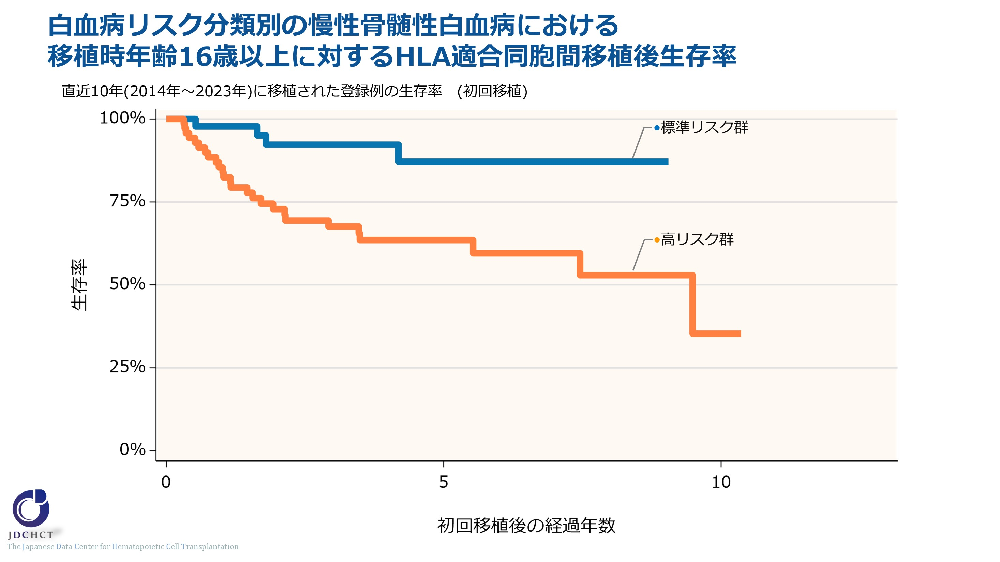 白血病リスク分類別の慢性骨髄性白血病における
移植時年齢16歳以上に対するHLA適合同胞間移植後生存率
直近10年(2014年～2023年)に移植された登録例の生存率　(初回移植)
100%
75%
50%
25%
0%
生存率
標準リスク群
高リスク群
0
5
10
初回移植後の経過年数
JDCHCT
The Japanese Data Center for Hematopoietic Cell Transplantation